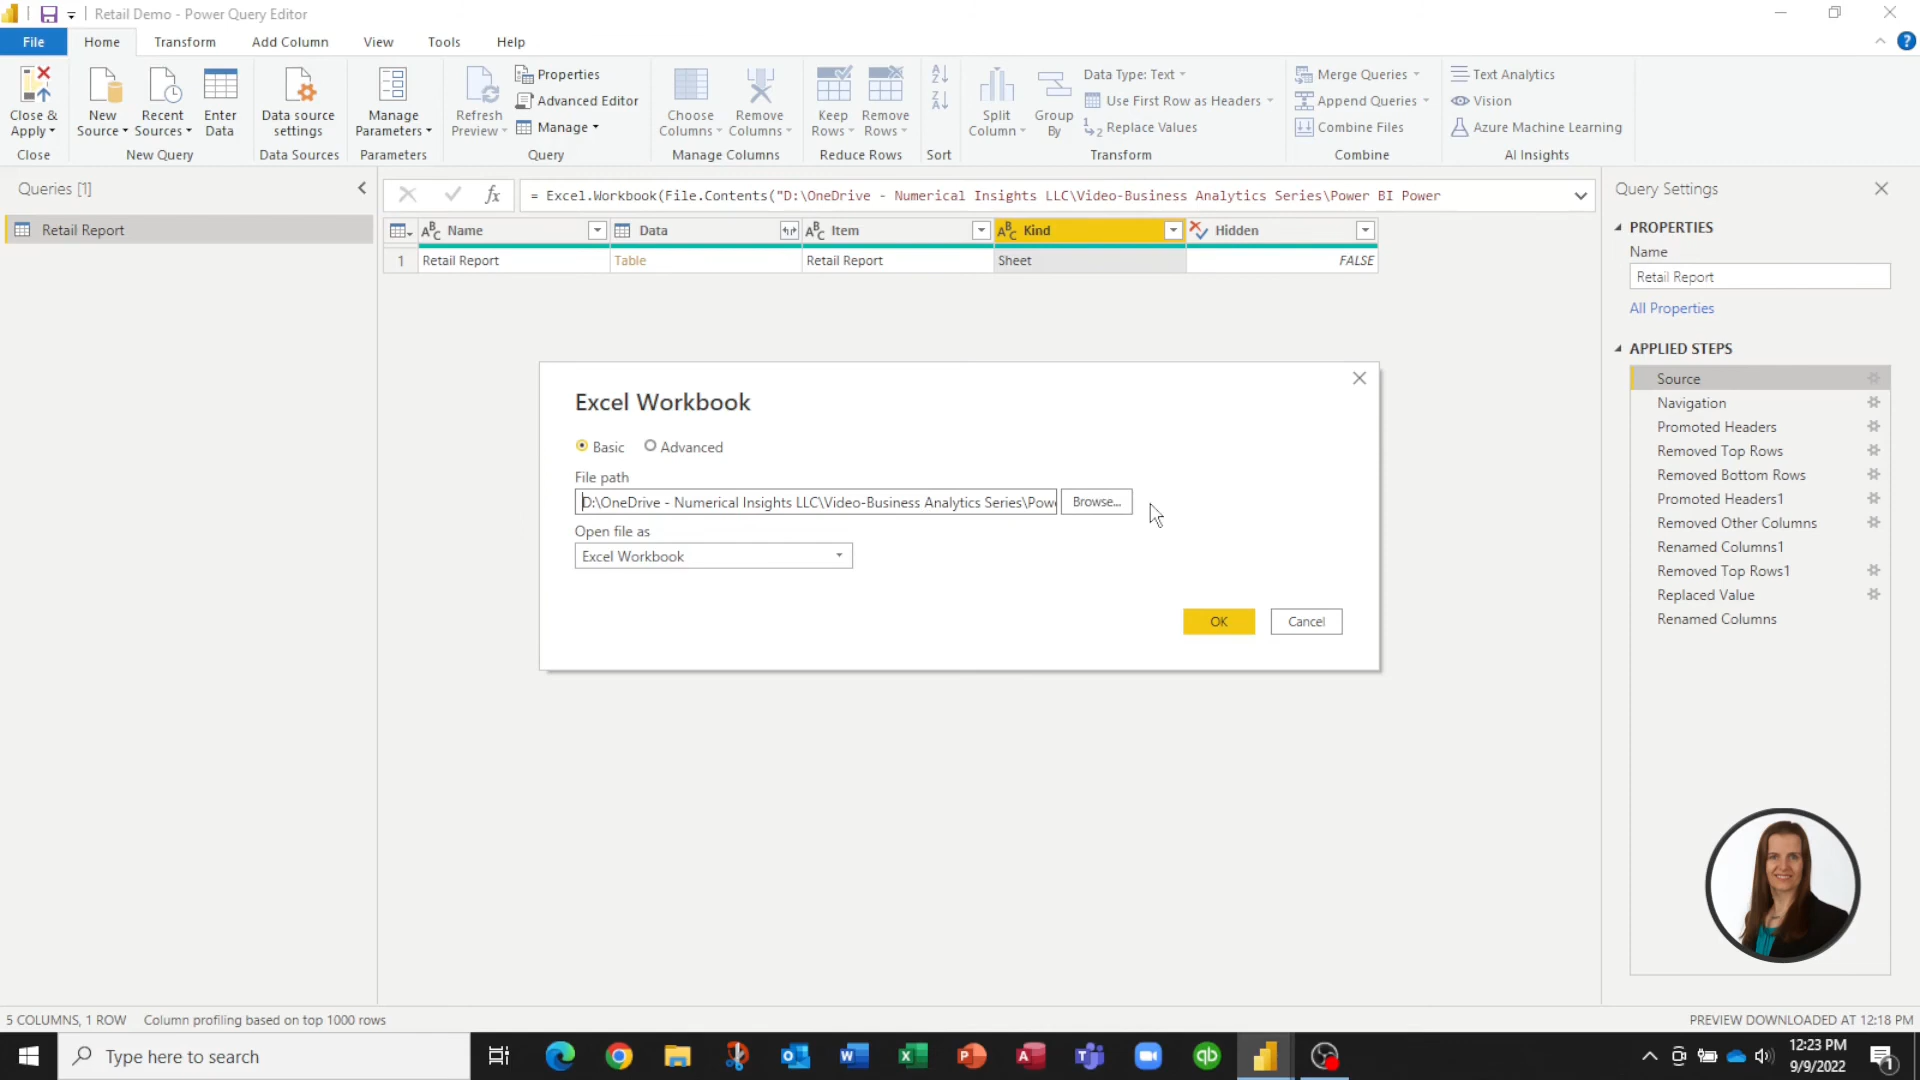 Retail Demo - Power Query Editor
File Home Transform Add Column View Tools Help
Close & Apply
Close
New Source
Recent Sources
Enter Data
New Query
Data source settings
Data Sources
Manage Parameters
Parameters
Refresh Preview
Properties
Advanced Editor
Manage
Query
Choose Columns
Remove Columns
Manage Columns
Keep Rows
Remove Rows
Reduce Rows
Sort
Split Column
Group By
Data Type: Text
Use First Row as Headers
Replace Values
Transform
Merge Queries
Append Queries
Combine Files
Combine
Text Analytics
Vision
Azure Machine Learning
AI Insights
Queries [1]
Retail Report
= Excel.Workbook(File.Contents("D:\OneDrive - Numerical Insights LLC\Video-Business Analytics Series\Power BI Power
Name Data Item Kind Hidden
1 Retail Report Table Retail Report Sheet FALSE
Excel Workbook
Basic Advanced
File path
D:\OneDrive - Numerical Insights LLC\Video-Business Analytics Series\Powe
Browse...
Open file as
Excel Workbook
OK Cancel
Query Settings
PROPERTIES
Name
Retail Report
All Properties
APPLIED STEPS
Source
Navigation
Promoted Headers
Removed Top Rows
Removed Bottom Rows
Promoted Headers1
Removed Other Columns
Renamed Columns1
Removed Top Rows1
Replaced Value
Renamed Columns
5 COLUMNS, 1 ROW Column profiling based on top 1000 rows
PREVIEW DOWNLOADED AT 12:18 PM
Type here to search
12:23 PM
9/9/2022
1